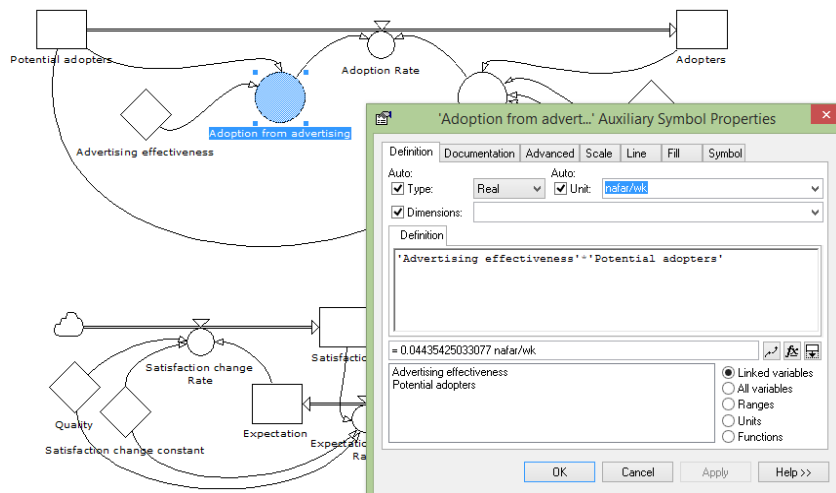 Potential adopters
Adopters
Adoption Rate
Adoption from advertising
Advertising effectiveness
Satisfaction change
Rate
Quality
Satisfaction change constant
Expectation
'Adoption from advert...' Auxiliary Symbol Properties
Definition Documentation Advanced Scale Line Fill Symbol
Auto: Auto:
Type: Real Unit: nafar/wk
Dimensions:
Definition
'Advertising effectiveness'*'Potential adopters'
= 0.04435425033077 nafar/wk
Advertising effectiveness
Potential adopters
Linked variables
All variables
Ranges
Units
Functions
OK Cancel Apply Help >>